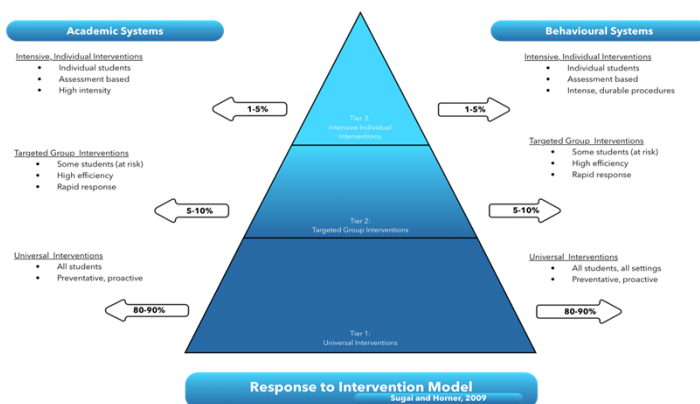 Academic Systems
Intensive, Individual Interventions
• Individual students
• Assessment based
• High intensity
1-5%
Targeted Group Interventions
• Some students (at risk)
• High efficiency
• Rapid response
5-10%
Universal Interventions
• All students
• Preventative, proactive
80-90%
Tier 3:
Intensive Individual
Interventions
Tier 2:
Targeted Group Interventions
Tier 1:
Universal Interventions
Behavioural Systems
Intensive, Individual Interventions
• Individual students
• Assessment based
• Intense, durable procedures
1-5%
Targeted Group Interventions
• Some students (at risk)
• High efficiency
• Rapid response
5-10%
Universal Interventions
• All students, all settings
• Preventative, proactive
80-90%
Response to Intervention Model
Sugai and Horner, 2009